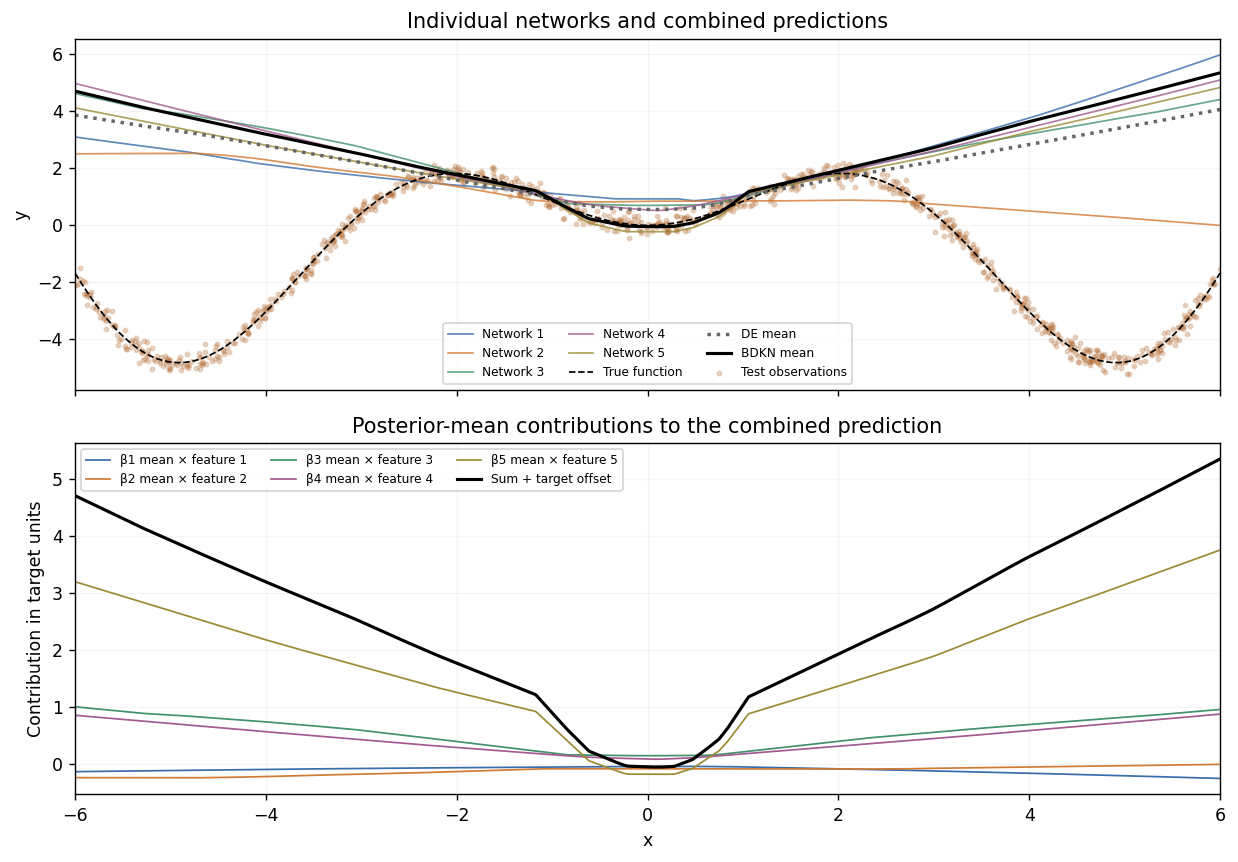 Individual networks and combined predictions
6
4
2
0
−2
−4
y
Network 1
Network 2
Network 3
Network 4
Network 5
True function
DE mean
BDKN mean
Test observations
Posterior-mean contributions to the combined prediction
β1 mean × feature 1
β2 mean × feature 2
β3 mean × feature 3
β4 mean × feature 4
β5 mean × feature 5
Sum + target offset
5
4
3
2
1
0
Contribution in target units
−6
−4
−2
0
2
4
6
x